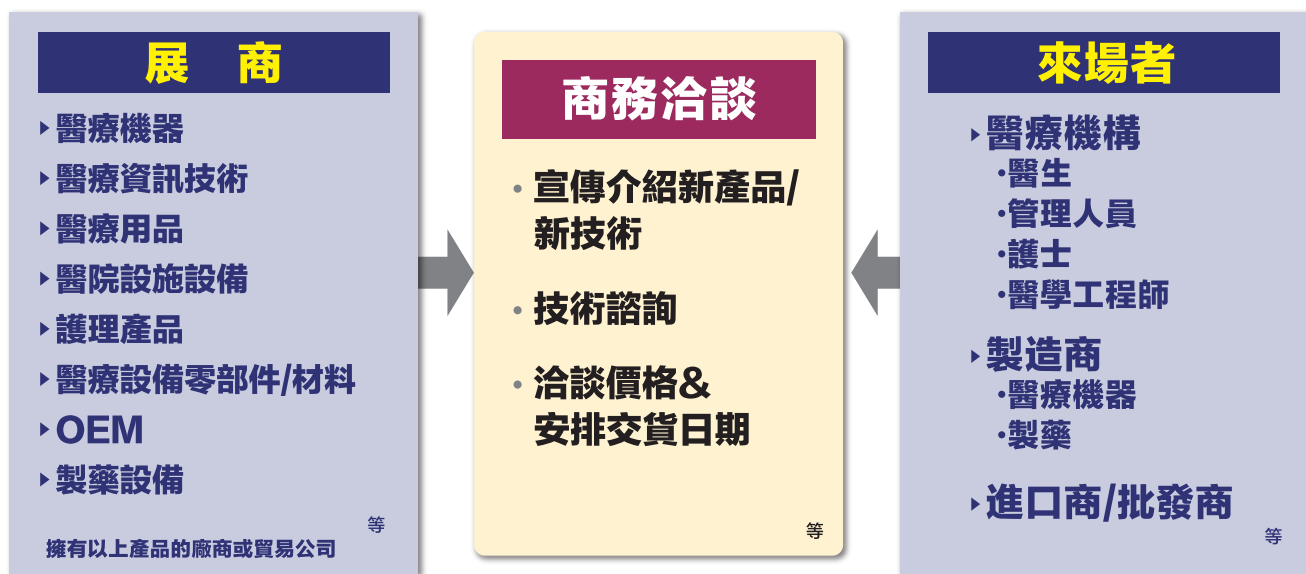 展　商
▸醫療機器
▸醫療資訊技術
▸醫療用品
▸醫院設施設備
▸護理產品
▸醫療設備零部件/材料
▸OEM
▸製藥設備
等
擁有以上產品的廠商或貿易公司
商務洽談
• 宣傳介紹新產品/
新技術
• 技術諮詢
• 洽談價格&
安排交貨日期
等
來場者
▸醫療機構
·醫生
·管理人員
·護士
·醫學工程師
▸製造商
·醫療機器
·製藥
▸進口商/批發商
等